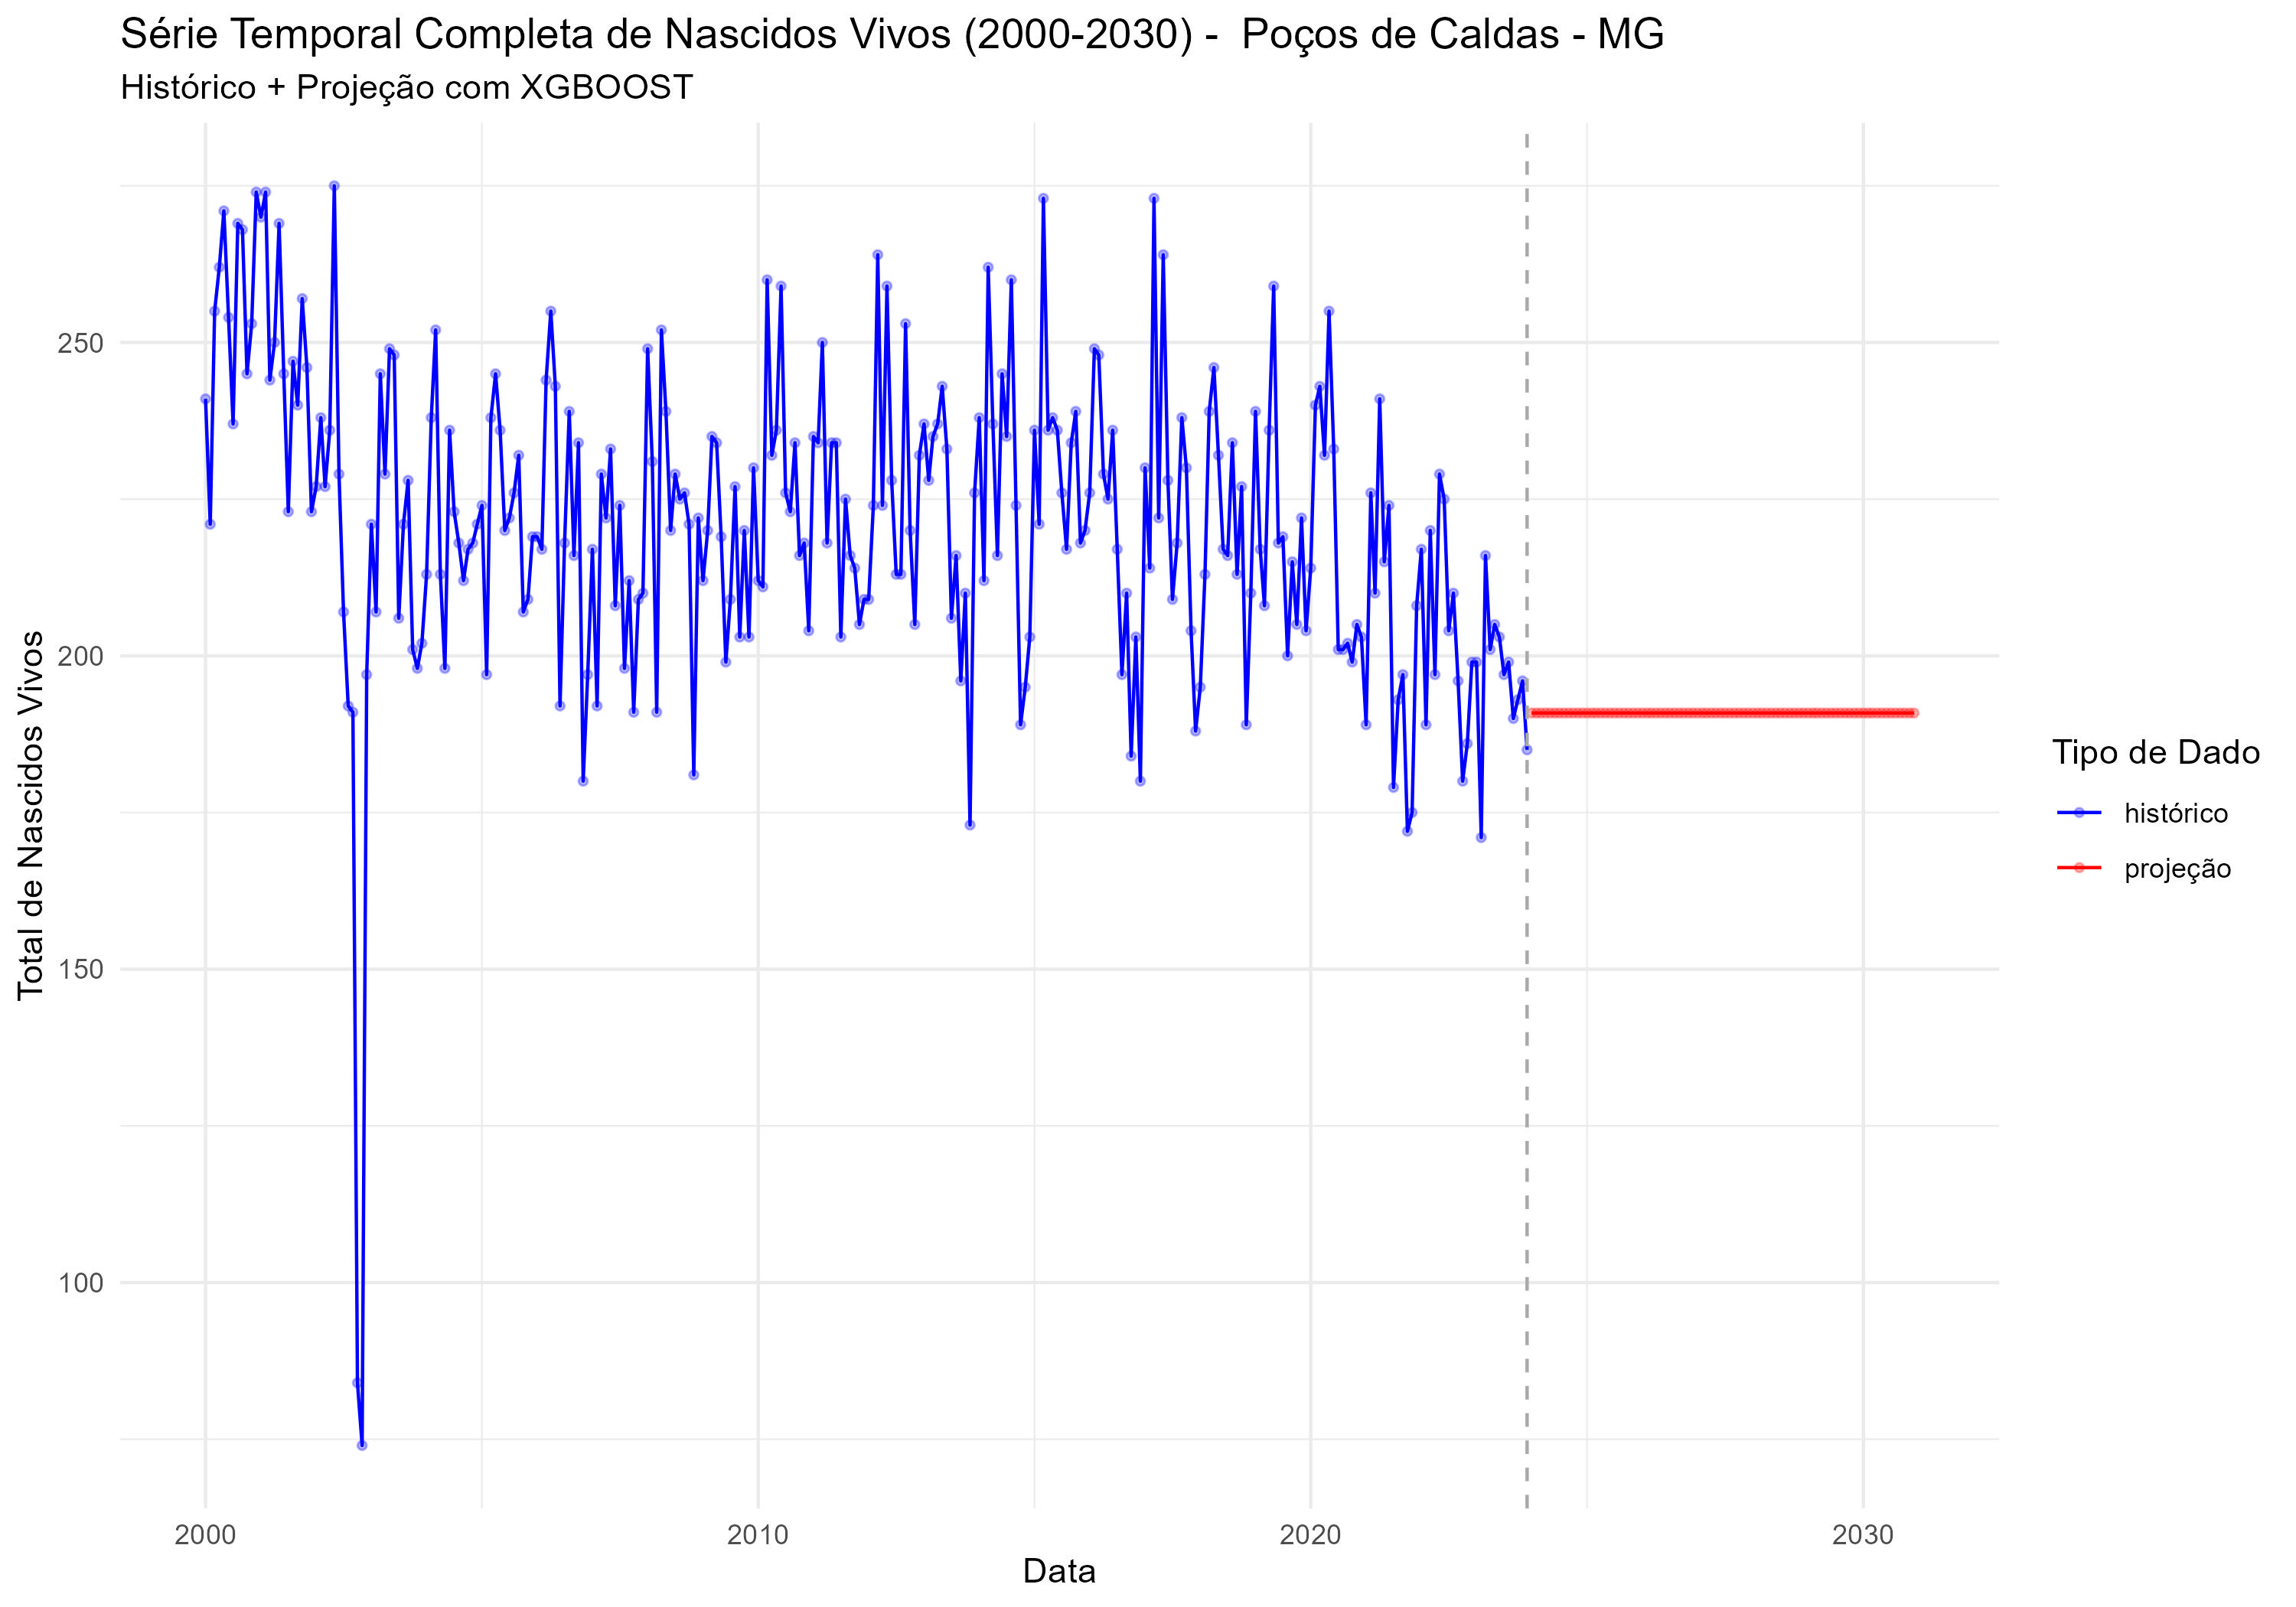 Série Temporal Completa de Nascidos Vivos (2000-2030) -  Poços de Caldas - MG
Histórico + Projeção com XGBOOST
Total de Nascidos Vivos
250
200
150
100
2000
2010
2020
2030
Data
Tipo de Dado
histórico
projeção